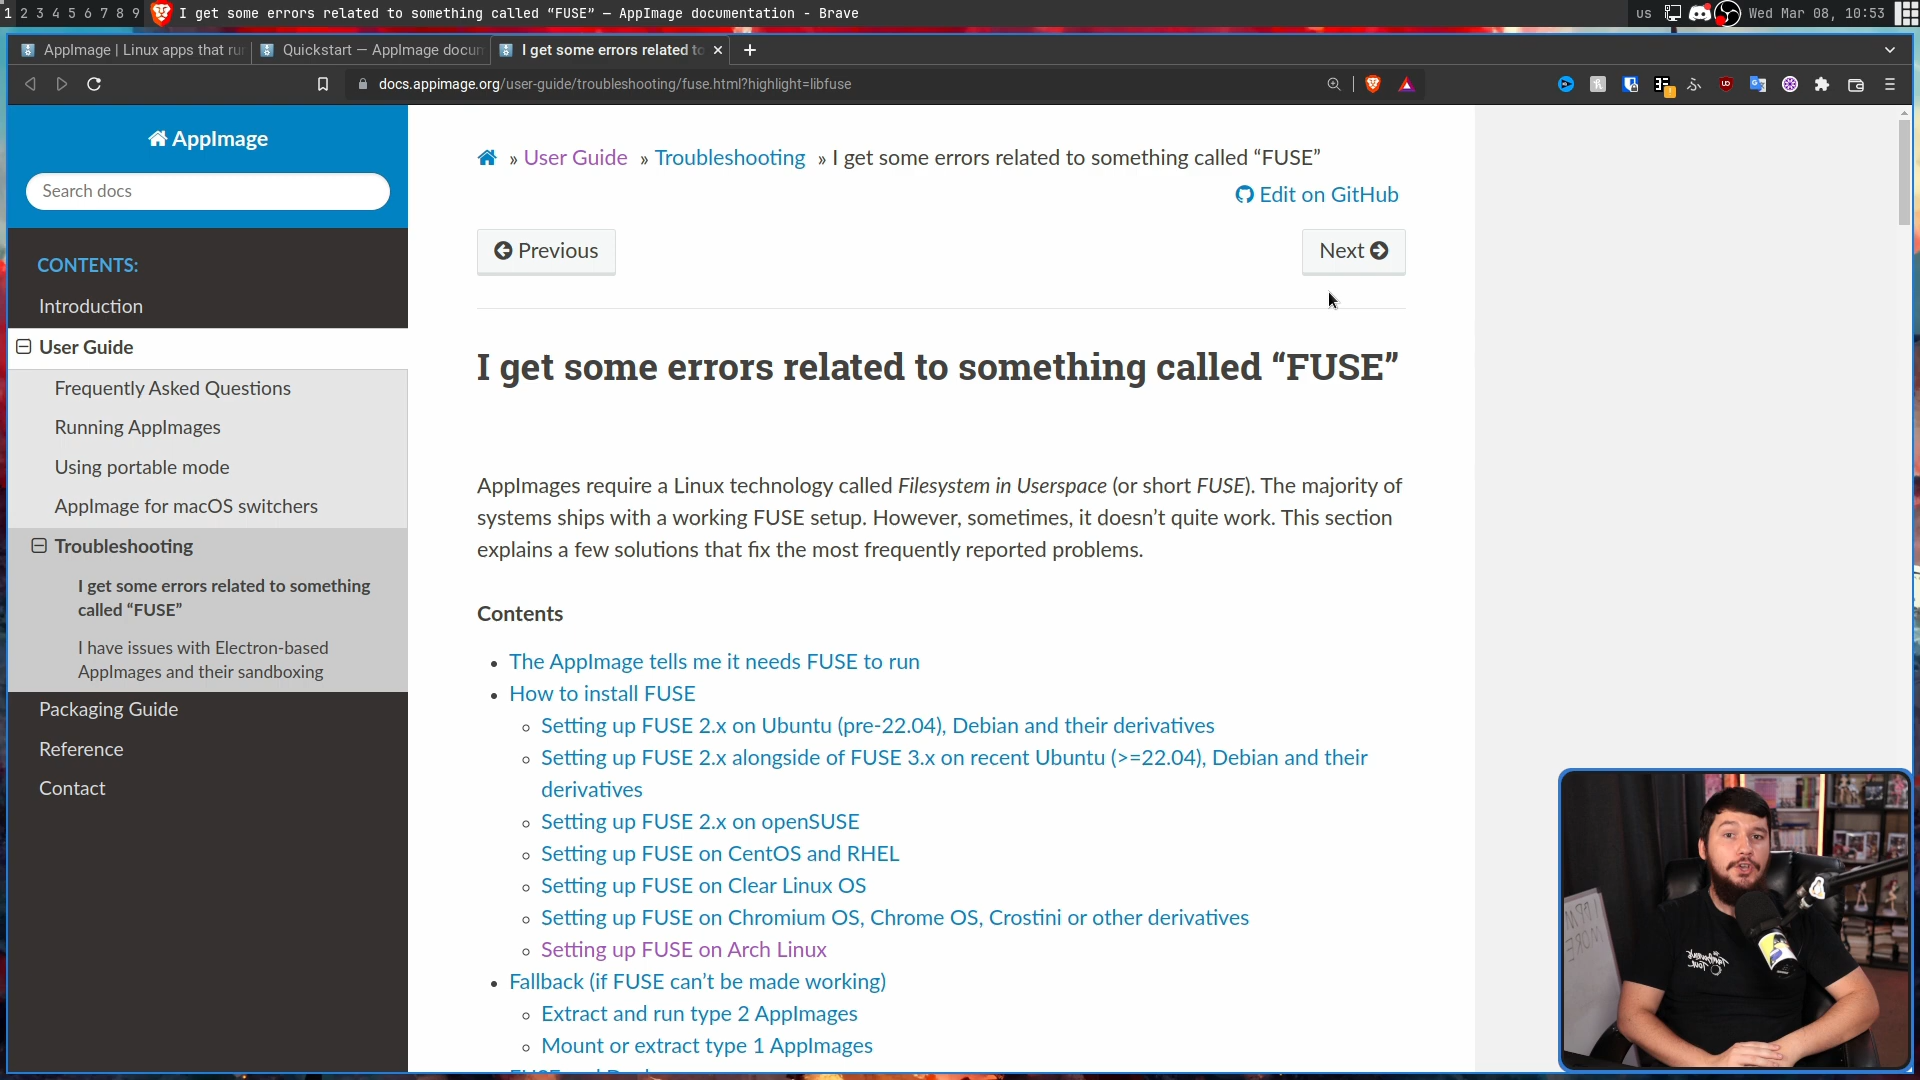 1 2 3 4 5 6 7 8 9 I get some errors related to something called “FUSE” — AppImage documentation - Brave
us Wed Mar 08, 10:53
AppImage | Linux apps that run
Quickstart — AppImage docum
I get some errors related to
docs.appimage.org/user-guide/troubleshooting/fuse.html?highlight=libfuse
AppImage
Search docs
CONTENTS:
Introduction
User Guide
Frequently Asked Questions
Running AppImages
Using portable mode
AppImage for macOS switchers
Troubleshooting
I get some errors related to something
called “FUSE”
I have issues with Electron-based
AppImages and their sandboxing
Packaging Guide
Reference
Contact
» User Guide » Troubleshooting » I get some errors related to something called “FUSE”
Edit on GitHub
Previous
Next
I get some errors related to something called “FUSE”
AppImages require a Linux technology called Filesystem in Userspace (or short FUSE). The majority of
systems ships with a working FUSE setup. However, sometimes, it doesn’t quite work. This section
explains a few solutions that fix the most frequently reported problems.
Contents
• The AppImage tells me it needs FUSE to run
• How to install FUSE
◦ Setting up FUSE 2.x on Ubuntu (pre-22.04), Debian and their derivatives
◦ Setting up FUSE 2.x alongside of FUSE 3.x on recent Ubuntu (>=22.04), Debian and their
derivatives
◦ Setting up FUSE 2.x on openSUSE
◦ Setting up FUSE on CentOS and RHEL
◦ Setting up FUSE on Clear Linux OS
◦ Setting up FUSE on Chromium OS, Chrome OS, Crostini or other derivatives
◦ Setting up FUSE on Arch Linux
• Fallback (if FUSE can’t be made working)
◦ Extract and run type 2 AppImages
◦ Mount or extract type 1 AppImages